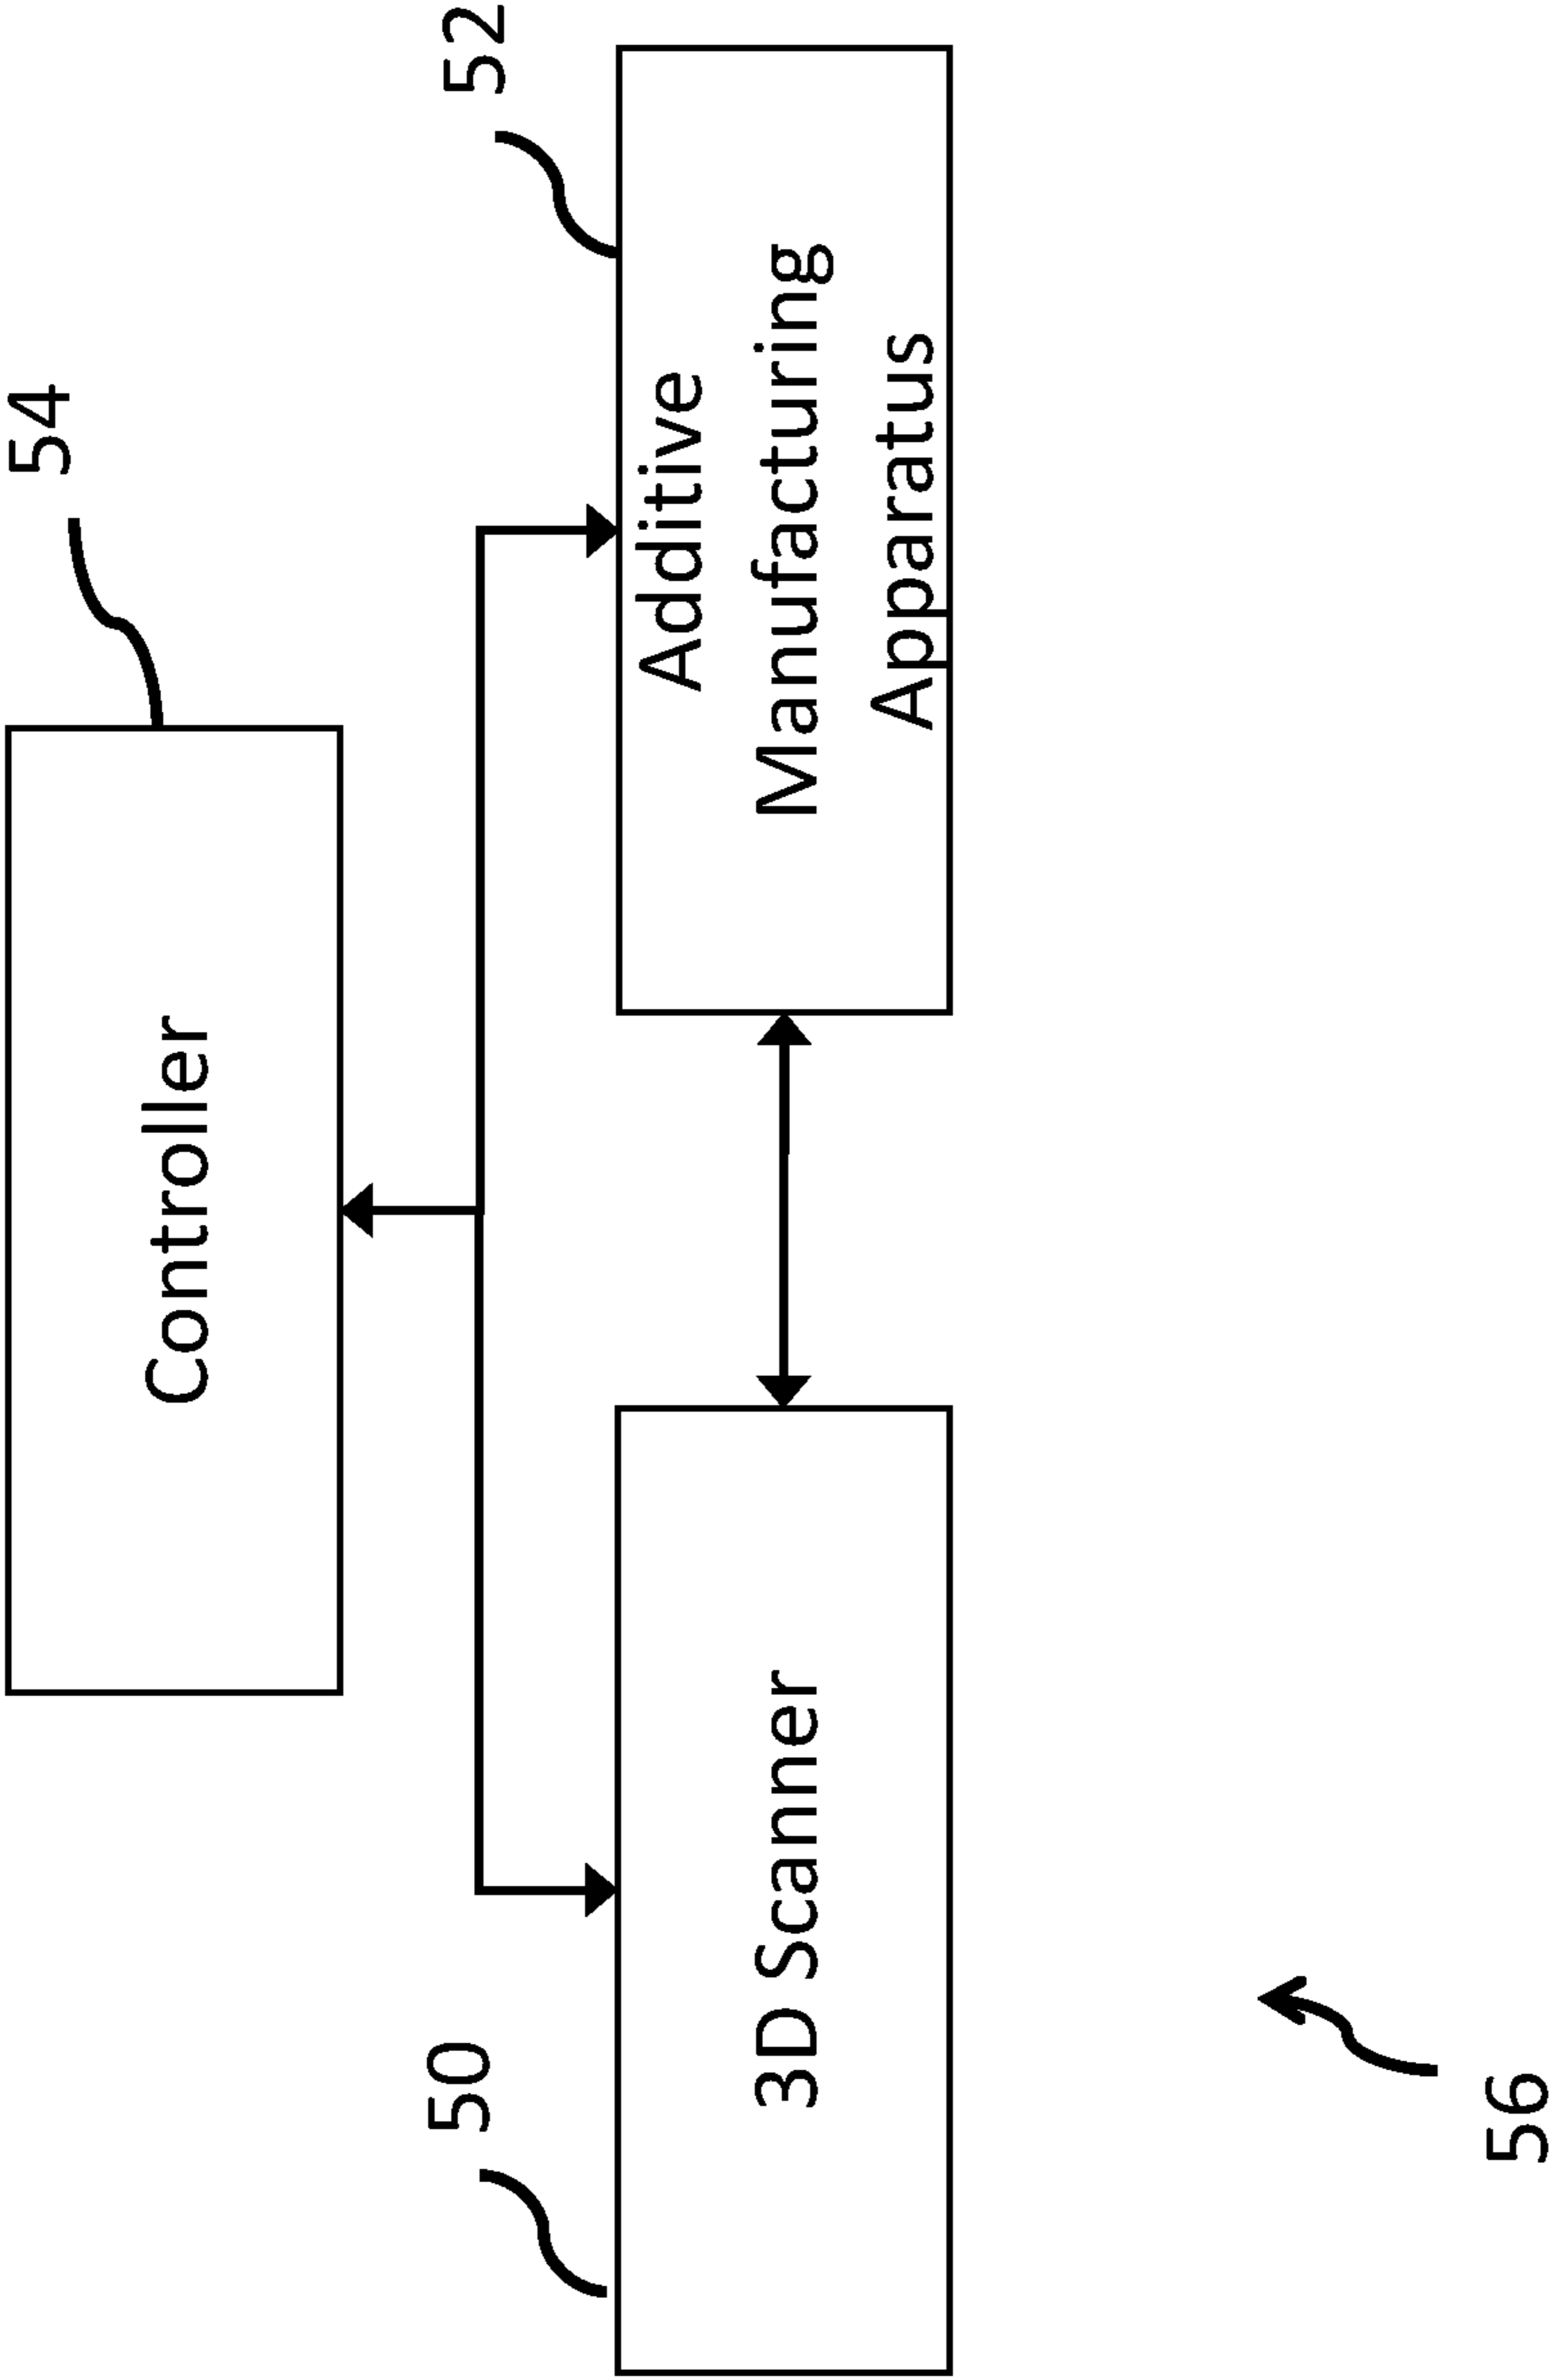 54
Controller
52
50
Additive
Manufacturing
Apparatus
3D Scanner
56